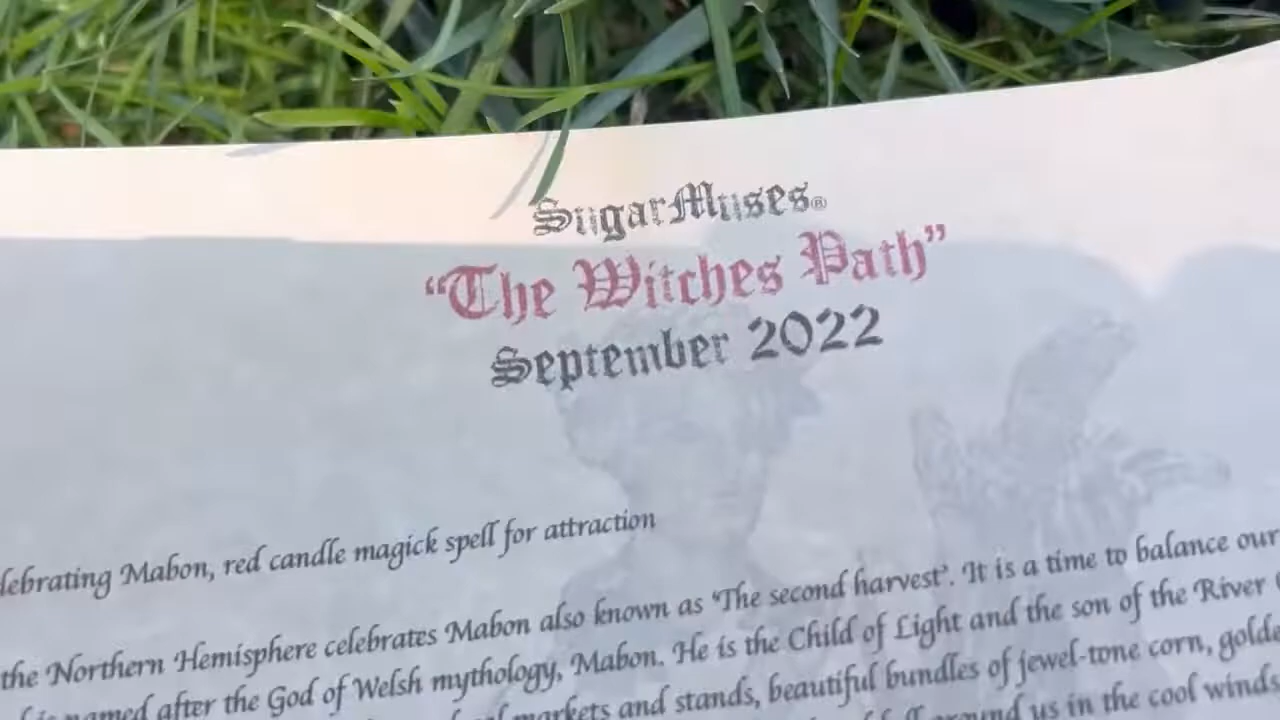 SugarMuses®
“The Witches Path”
September 2022
lebrating Mabon, red candle magick spell for attraction
the Northern Hemisphere celebrates Mabon also known as ‘The second harvest’. It is a time to balance our
is named after the God of Welsh mythology, Mabon. He is the Child of Light and the son of the River
markets and stands, beautiful bundles of jewel-tone corn, golde
around us in the cool winds